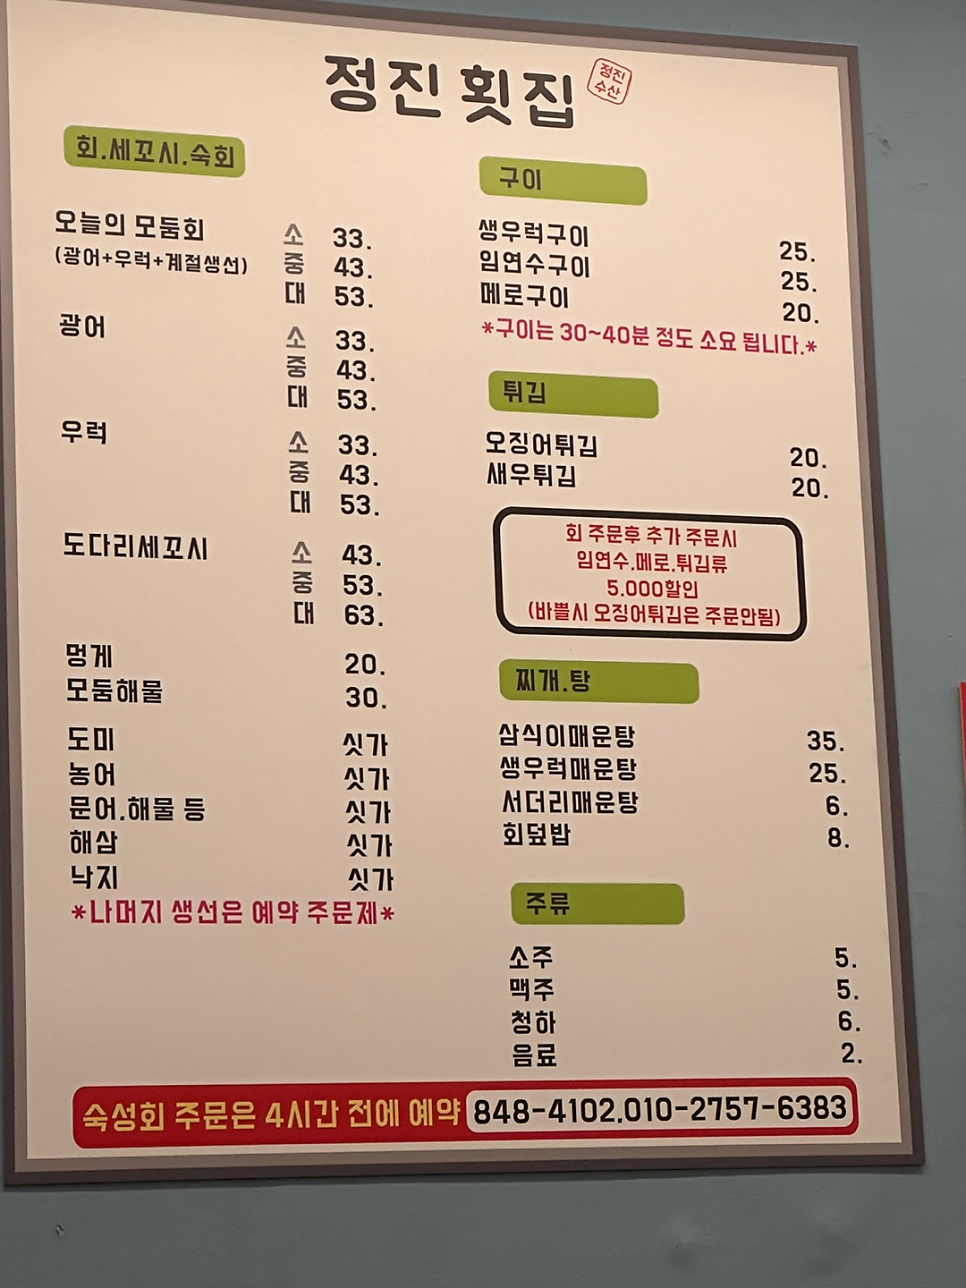 정진횟집
정진
수산
회.세꼬시.숙회
오늘의 모둠회 소 33.
(광어+우럭+계절생선) 중 43.
대 53.
광어 소 33.
중 43.
대 53.
우럭 소 33.
중 43.
대 53.
도다리세꼬시 소 43.
중 53.
대 63.
멍게 20.
모둠해물 30.
도미 싯가
농어 싯가
문어.해물 등 싯가
해삼 싯가
낙지 싯가
*나머지 생선은 예약 주문제*
구이
생우럭구이 25.
임연수구이 25.
메로구이 20.
*구이는 30~40분 정도 소요 됩니다.*
튀김
오징어튀김 20.
새우튀김 20.
회 주문후 추가 주문시
임연수.메로.튀김류
5.000할인
(바쁠시 오징어튀김은 주문안됨)
찌개.탕
삼식이매운탕 35.
생우럭매운탕 25.
서더리매운탕 6.
회덮밥 8.
주류
소주 5.
맥주 5.
청하 6.
음료 2.
숙성회 주문은 4시간 전에 예약 848-4102.010-2757-6383